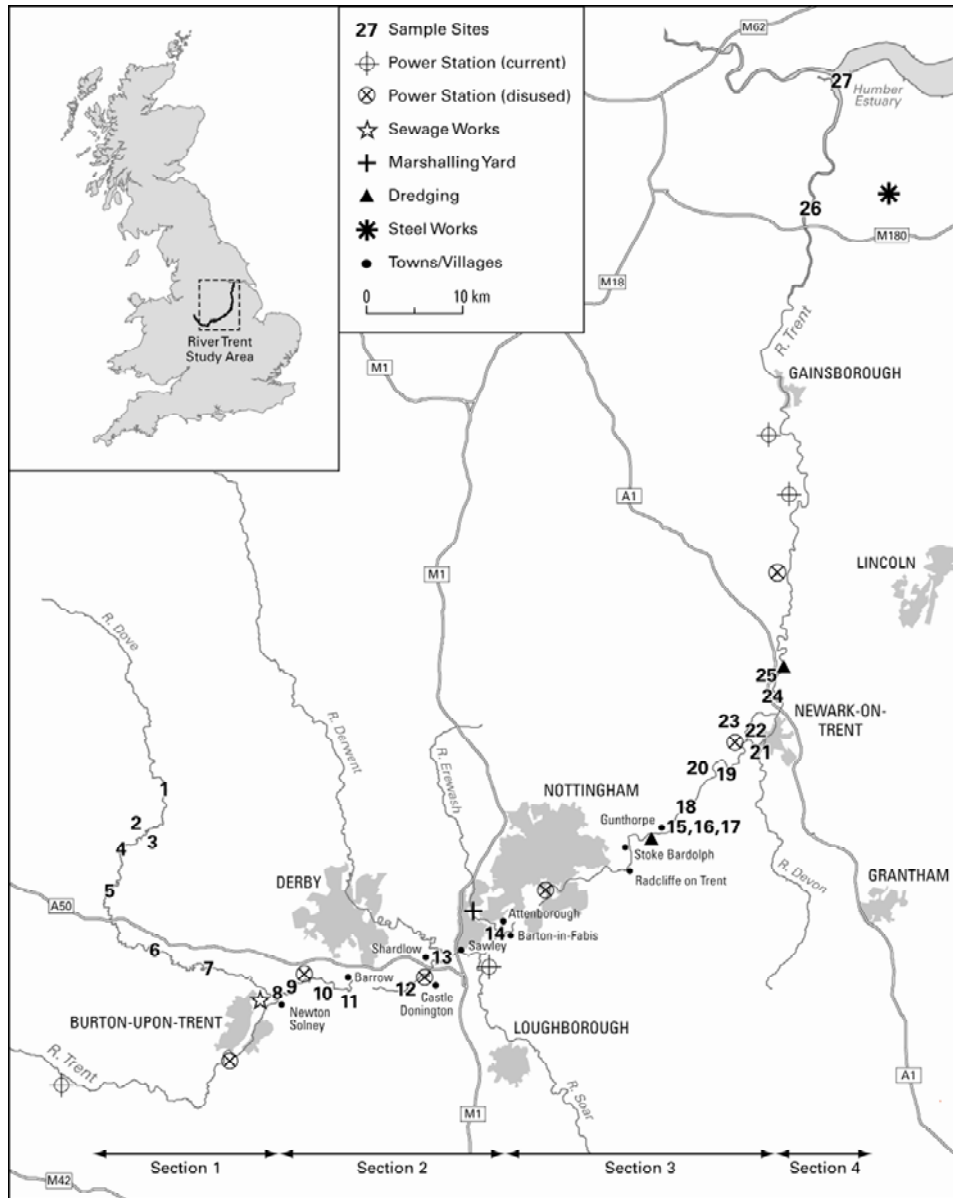 27 Sample Sites
Power Station (current)
Power Station (disused)
Sewage Works
Marshalling Yard
Dredging
Steel Works
Towns/Villages
0 10 km
River Trent
Study Area
M62
27
Humber
Estuary
26
M180
M18
R. Trent
M1
GAINSBOROUGH
A1
LINCOLN
M1
R. Dove
R. Derwent
R. Erewash
25
24
NEWARK-ON-
TRENT
23
22
21
20
19
1
2
3
4
5
NOTTINGHAM
18
Gunthorpe
15,16,17
Stoke Bardolph
Radcliffe on Trent
R. Devon
GRANTHAM
DERBY
A50
Attenborough
14
Barton-in-Fabis
6
Shardlow
13
Sawley
7
8
9
10
Barrow
11
12
Castle
Donington
Newton
Solney
BURTON-UPON-TRENT
LOUGHBOROUGH
R. Trent
R. Soar
A1
M1
Section 1
Section 2
Section 3
Section 4
M42